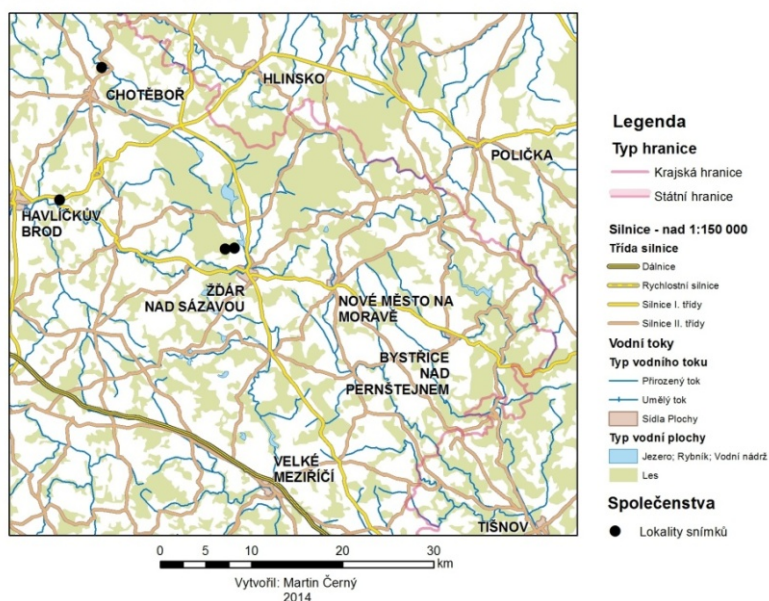 CHOTĚBOŘ
HLINSKO
POLIČKA
HAVLÍČKŮV
BROD
ŽĎÁR
NAD SÁZAVOU
NOVÉ MĚSTO NA
MORAVĚ
BYSTŘICE
NAD
PERNŠTEJNEM
VELKÉ
MEZIŘÍČÍ
TIŠNOV
Legenda
Typ hranice
Krajská hranice
Státní hranice
Silnice - nad 1:150 000
Třída silnice
Dálnice
Rychlostní silnice
Silnice I. třídy
Silnice II. třídy
Vodní toky
Typ vodního toku
Přirozený tok
Umělý tok
Sídla Plochy
Typ vodní plochy
Jezero; Rybník; Vodní nádrž
Les
Společenstva
Lokality snímků
0 5 10 20 30
km
Vytvořil: Martin Černý
2014